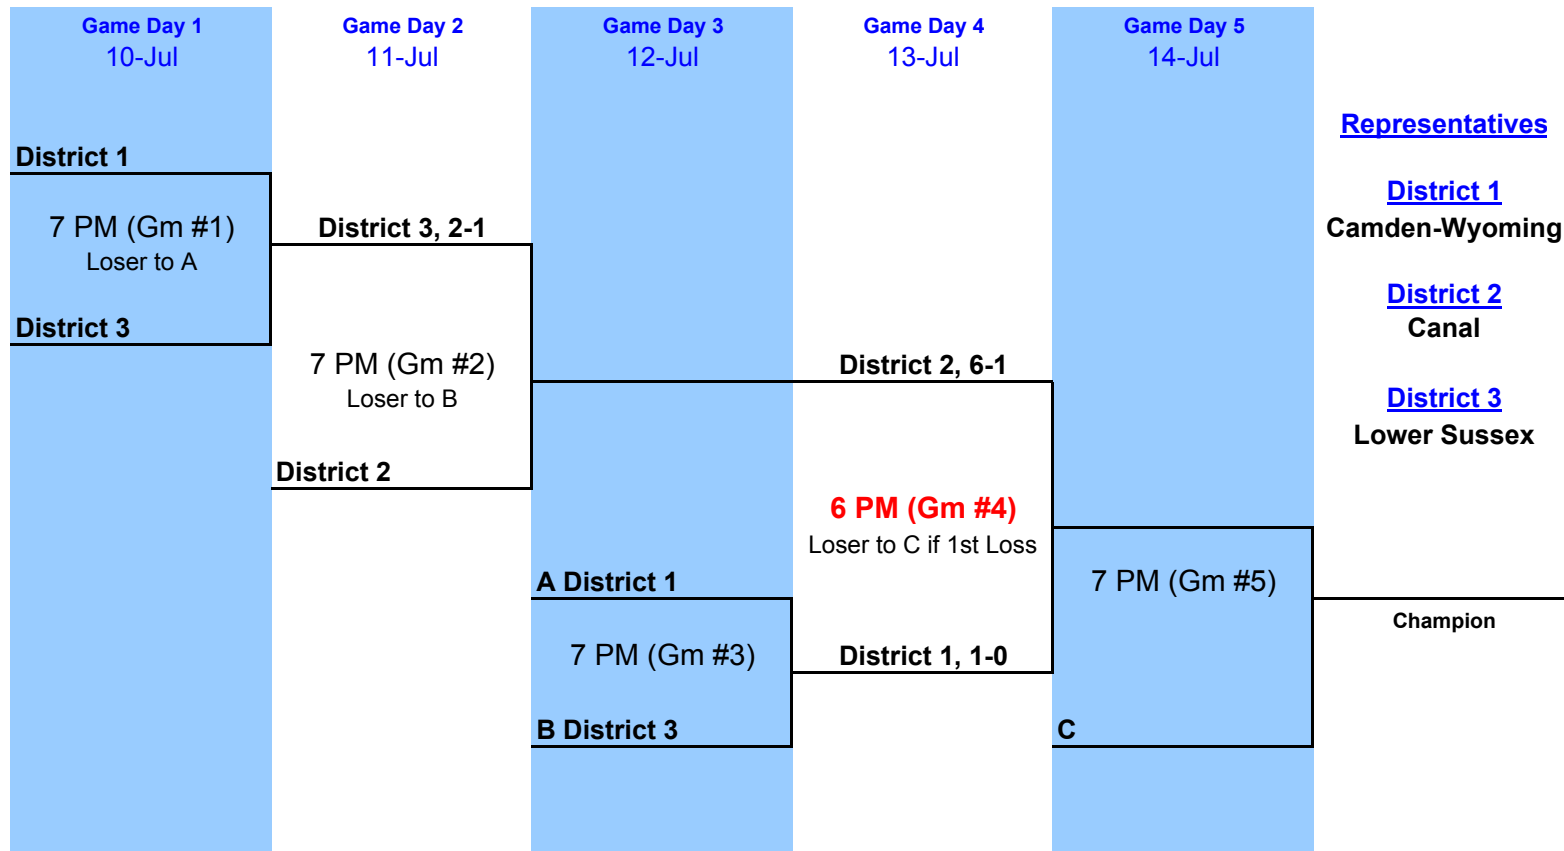 Game Day 1
10-Jul
Game Day 2
11-Jul
Game Day 3
12-Jul
Game Day 4
13-Jul
Game Day 5
14-Jul
District 1
7 PM (Gm #1)
Loser to A
District 3
District 3, 2-1
7 PM (Gm #2)
Loser to B
District 2
A District 1
7 PM (Gm #3)
B District 3
District 2, 6-1
6 PM (Gm #4)
Loser to C if 1st Loss
District 1, 1-0
7 PM (Gm #5)
C
Champion
Representatives
District 1
Camden-Wyoming
District 2
Canal
District 3
Lower Sussex